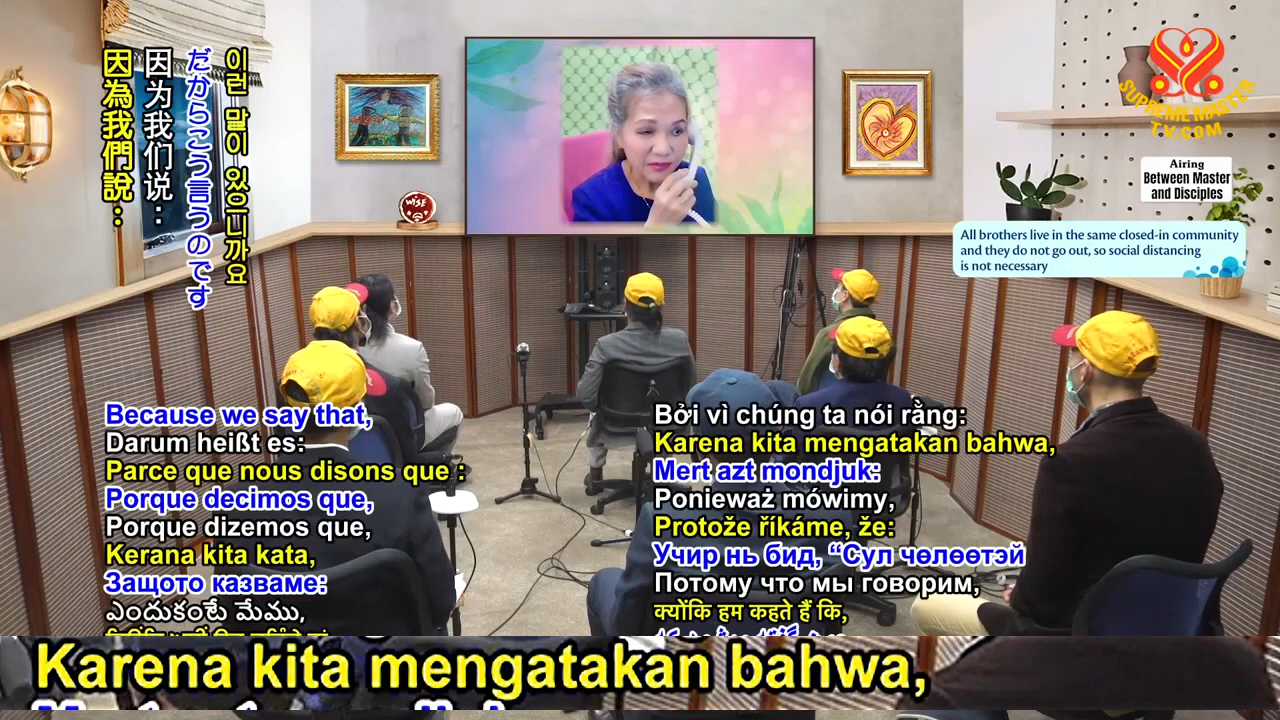 이런 말이 있으니까요
だからこう言うのです
因为我们说：
因為我們說：
WISE
SUPREME MASTER
TV.COM
Airing
Between Master
and Disciples
All brothers live in the same closed-in community
and they do not go out, so social distancing
is not necessary
Because we say that,
Darum heißt es:
Parce que nous disons que :
Porque decimos que,
Porque dizemos que,
Kerana kita kata,
Защото казваме:
ఎందుకంటే మేము,
Bởi vì chúng ta nói rằng:
Karena kita mengatakan bahwa,
Mert azt mondjuk:
Ponieważ mówimy,
Protože říkáme, že:
Учир нь бид, “Сул чөлөөтэй
Потому что мы говорим,
क्योंकि हम कहते हैं कि,
Karena kita mengatakan bahwa,